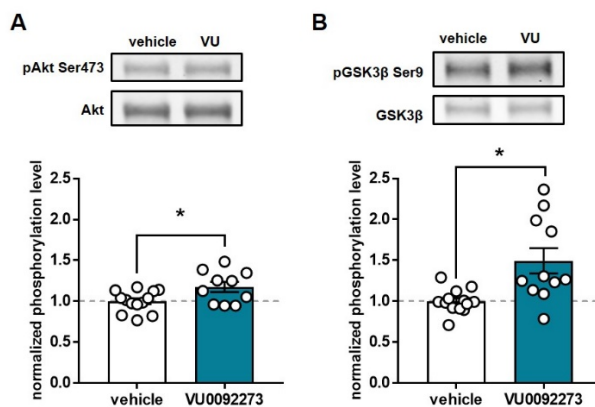 A
vehicle VU
pAkt Ser473
Akt
normalized phosphorylation level
2.5
2.0
1.5
1.0
0.5
0.0
*
vehicle VU0092273
B
vehicle VU
pGSK3β Ser9
GSK3β
normalized phosphorylation level
2.5
2.0
1.5
1.0
0.5
0.0
*
vehicle VU0092273